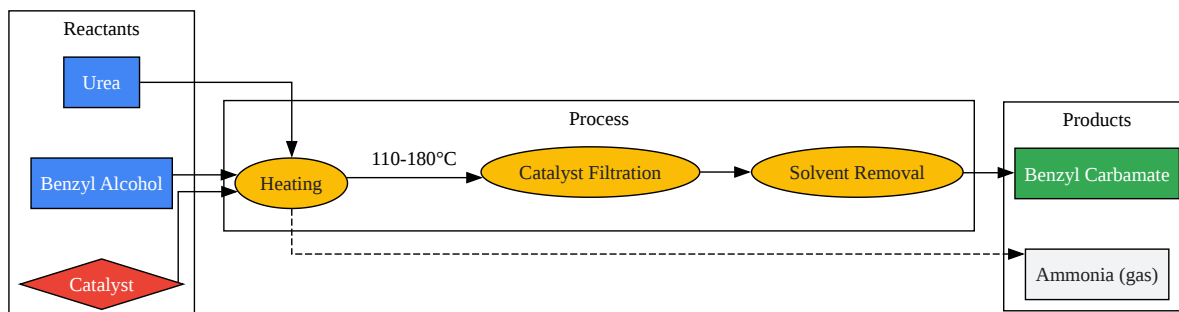 Reactants
Urea
Benzyl Alcohol
Catalyst
Process
Heating
110-180°C
Catalyst Filtration
Solvent Removal
Products
Benzyl Carbamate
Ammonia (gas)